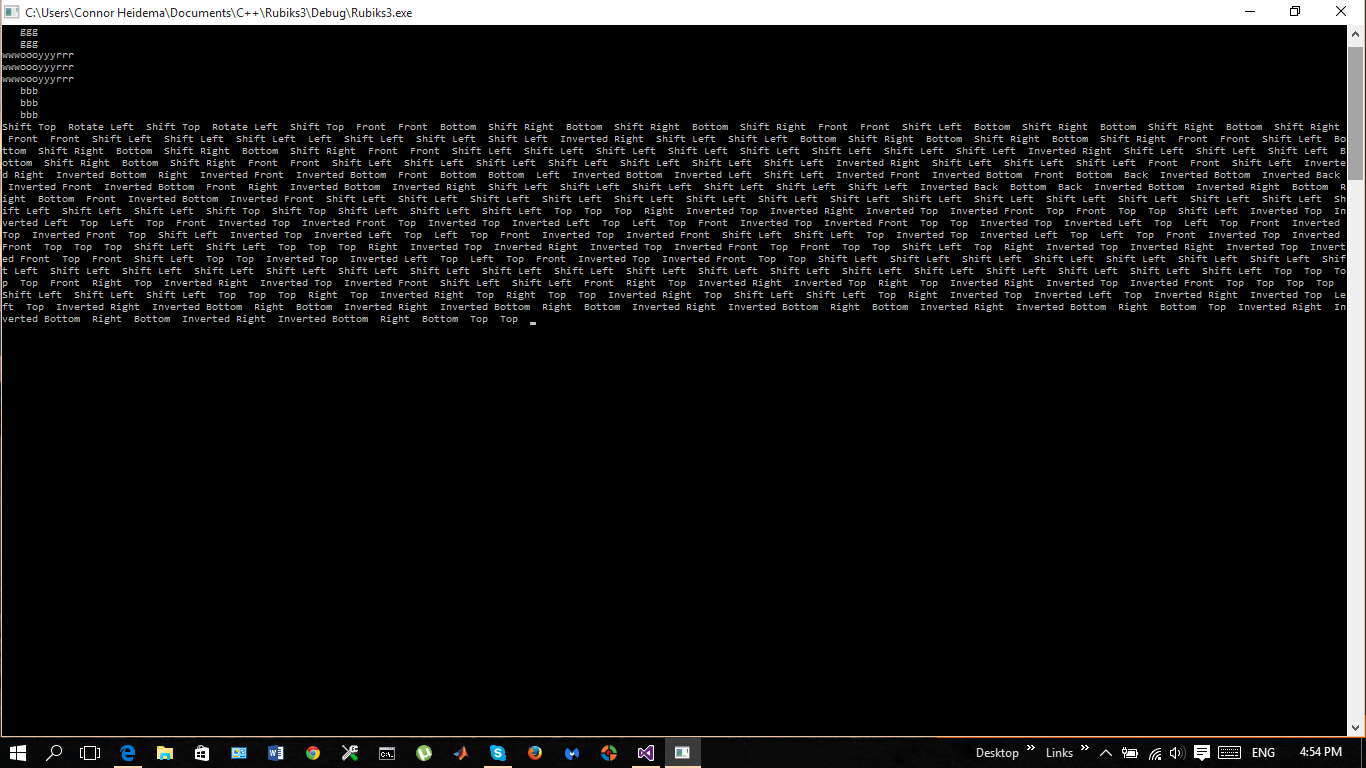 C:\Users\Connor Heidema\Documents\C++\Rubiks3\Debug\Rubiks3.exe
ggg
ggg
wwwoooyyyrrr
wwwoooyyyrrr
wwwoooyyyrrr
bbb
bbb
bbb
Shift Top  Rotate Left  Shift Top  Rotate Left  Shift Top  Front  Front  Bottom  Shift Right  Bottom  Shift Right  Bottom  Shift Right  Front  Front  Shift Left  Bottom  Shift Right  Bottom  Shift Right  Bottom  Shift Right
Front  Front  Shift Left  Shift Left  Shift Left  Left  Shift Left  Shift Left  Shift Left  Inverted Right  Shift Left  Shift Left  Bottom  Shift Right  Bottom  Shift Right  Bottom  Shift Right  Front  Front  Shift Left  Bo
ttom  Shift Right  Bottom  Shift Right  Bottom  Shift Right  Front  Front  Shift Left  Shift Left  Shift Left  Shift Left  Shift Left  Shift Left  Shift Left  Shift Left  Inverted Right  Shift Left  Shift Left  Shift Left  B
ottom  Shift Right  Bottom  Shift Right  Front  Front  Shift Left  Shift Left  Shift Left  Shift Left  Shift Left  Shift Left  Shift Left  Inverted Right  Shift Left  Shift Left  Shift Left  Front  Front  Shift Left  Inverte
d Right  Inverted Bottom  Right  Inverted Front  Inverted Bottom  Front  Bottom  Bottom  Left  Inverted Bottom  Inverted Left  Shift Left  Inverted Front  Inverted Bottom  Front  Bottom  Back  Inverted Bottom  Inverted Back
Inverted Front  Inverted Bottom  Front  Right  Inverted Bottom  Inverted Right  Shift Left  Shift Left  Shift Left  Shift Left  Shift Left  Shift Left  Inverted Back  Bottom  Back  Inverted Bottom  Inverted Right  Bottom  R
ight  Bottom  Front  Inverted Bottom  Inverted Front  Shift Left  Shift Left  Shift Left  Shift Left  Shift Left  Shift Left  Shift Left  Shift Left  Shift Left  Shift Left  Shift Left  Shift Left  Shift Left  Shift Left  Sh
ift Left  Shift Left  Shift Left  Shift Top  Shift Top  Shift Left  Shift Left  Shift Left  Top  Top  Top  Right  Inverted Top  Inverted Right  Inverted Top  Inverted Front  Top  Front  Top  Top  Shift Left  Inverted Top  In
verted Left  Top  Left  Top  Front  Inverted Top  Inverted Front  Top  Inverted Top  Inverted Left  Top  Left  Top  Front  Inverted Top  Inverted Front  Top  Top  Inverted Top  Inverted Left  Top  Left  Top  Front  Inverted
Top  Inverted Front  Top  Shift Left  Inverted Top  Inverted Left  Top  Left  Top  Front  Inverted Top  Inverted Front  Shift Left  Shift Left  Top  Inverted Top  Inverted Left  Top  Left  Top  Front  Inverted Top  Inverted
Front  Top  Top  Top  Shift Left  Shift Left  Top  Top  Top  Right  Inverted Top  Inverted Right  Inverted Top  Inverted Front  Top  Front  Top  Top  Shift Left  Top  Right  Inverted Top  Inverted Right  Inverted Top  Invert
ed Front  Top  Front  Shift Left  Top  Top  Inverted Top  Inverted Left  Top  Left  Top  Front  Inverted Top  Inverted Front  Top  Top  Shift Left  Shift Left  Shift Left  Shift Left  Shift Left  Shift Left  Shift Left  Shif
t Left  Shift Left  Shift Left  Shift Left  Shift Left  Shift Left  Shift Left  Shift Left  Shift Left  Shift Left  Shift Left  Shift Left  Shift Left  Shift Left  Shift Left  Shift Left  Shift Left  Shift Left  Top  Top  To
p  Top  Front  Right  Top  Inverted Right  Inverted Top  Inverted Front  Shift Left  Shift Left  Front  Right  Top  Inverted Right  Inverted Top  Right  Top  Inverted Right  Inverted Top  Inverted Front  Top  Top  Top  Top
Shift Left  Shift Left  Shift Left  Top  Top  Top  Right  Top  Inverted Right  Top  Right  Top  Top  Inverted Right  Top  Shift Left  Shift Left  Top  Right  Inverted Top  Inverted Left  Top  Inverted Right  Inverted Top  Le
ft  Top  Inverted Right  Inverted Bottom  Right  Bottom  Inverted Right  Inverted Bottom  Right  Bottom  Inverted Right  Inverted Bottom  Right  Bottom  Inverted Right  Inverted Bottom  Right  Bottom  Top  Inverted Right  In
verted Bottom  Right  Bottom  Inverted Right  Inverted Bottom  Right  Bottom  Top  Top
Desktop
Links
ENG
4:54 PM